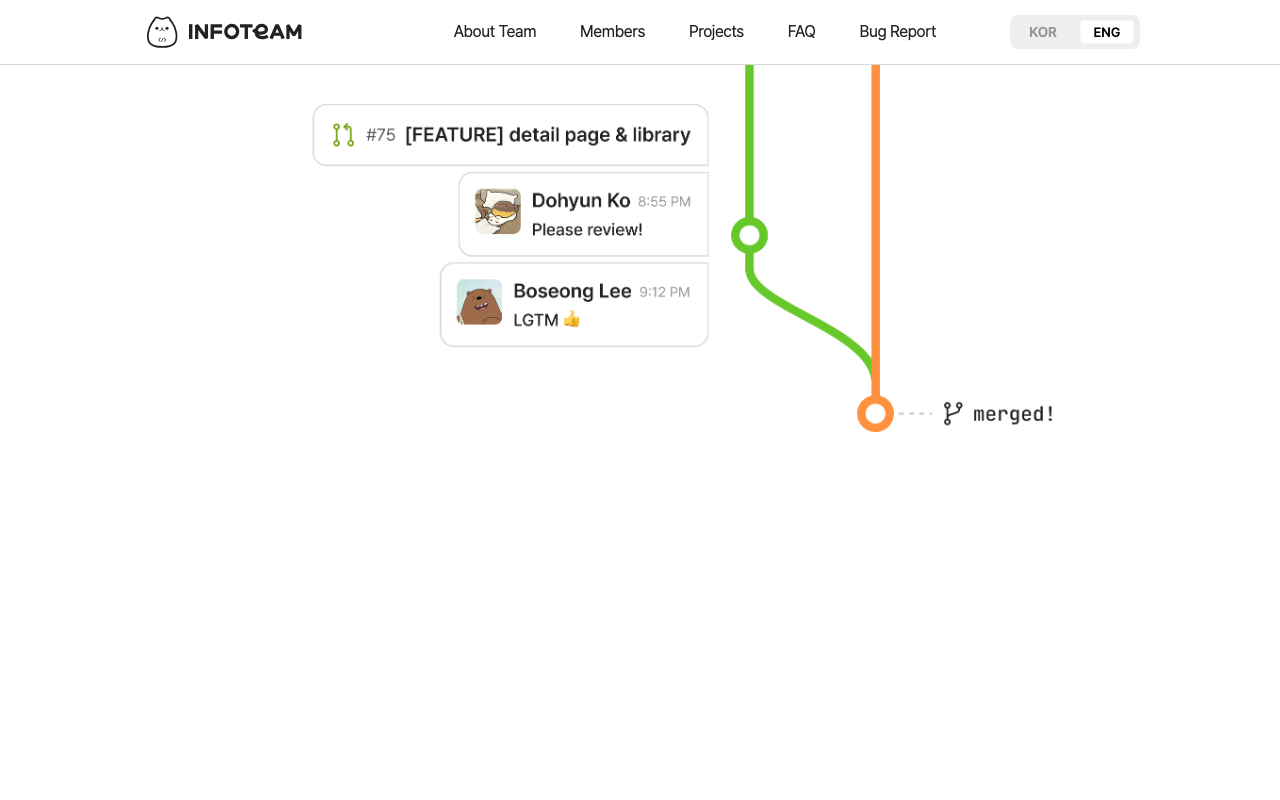 INFOTEAM
About Team
Members
Projects
FAQ
Bug Report
KOR
ENG
#75 [FEATURE] detail page & library
Dohyun Ko 8:55 PM
Please review!
Boseong Lee 9:12 PM
LGTM 👍
merged!